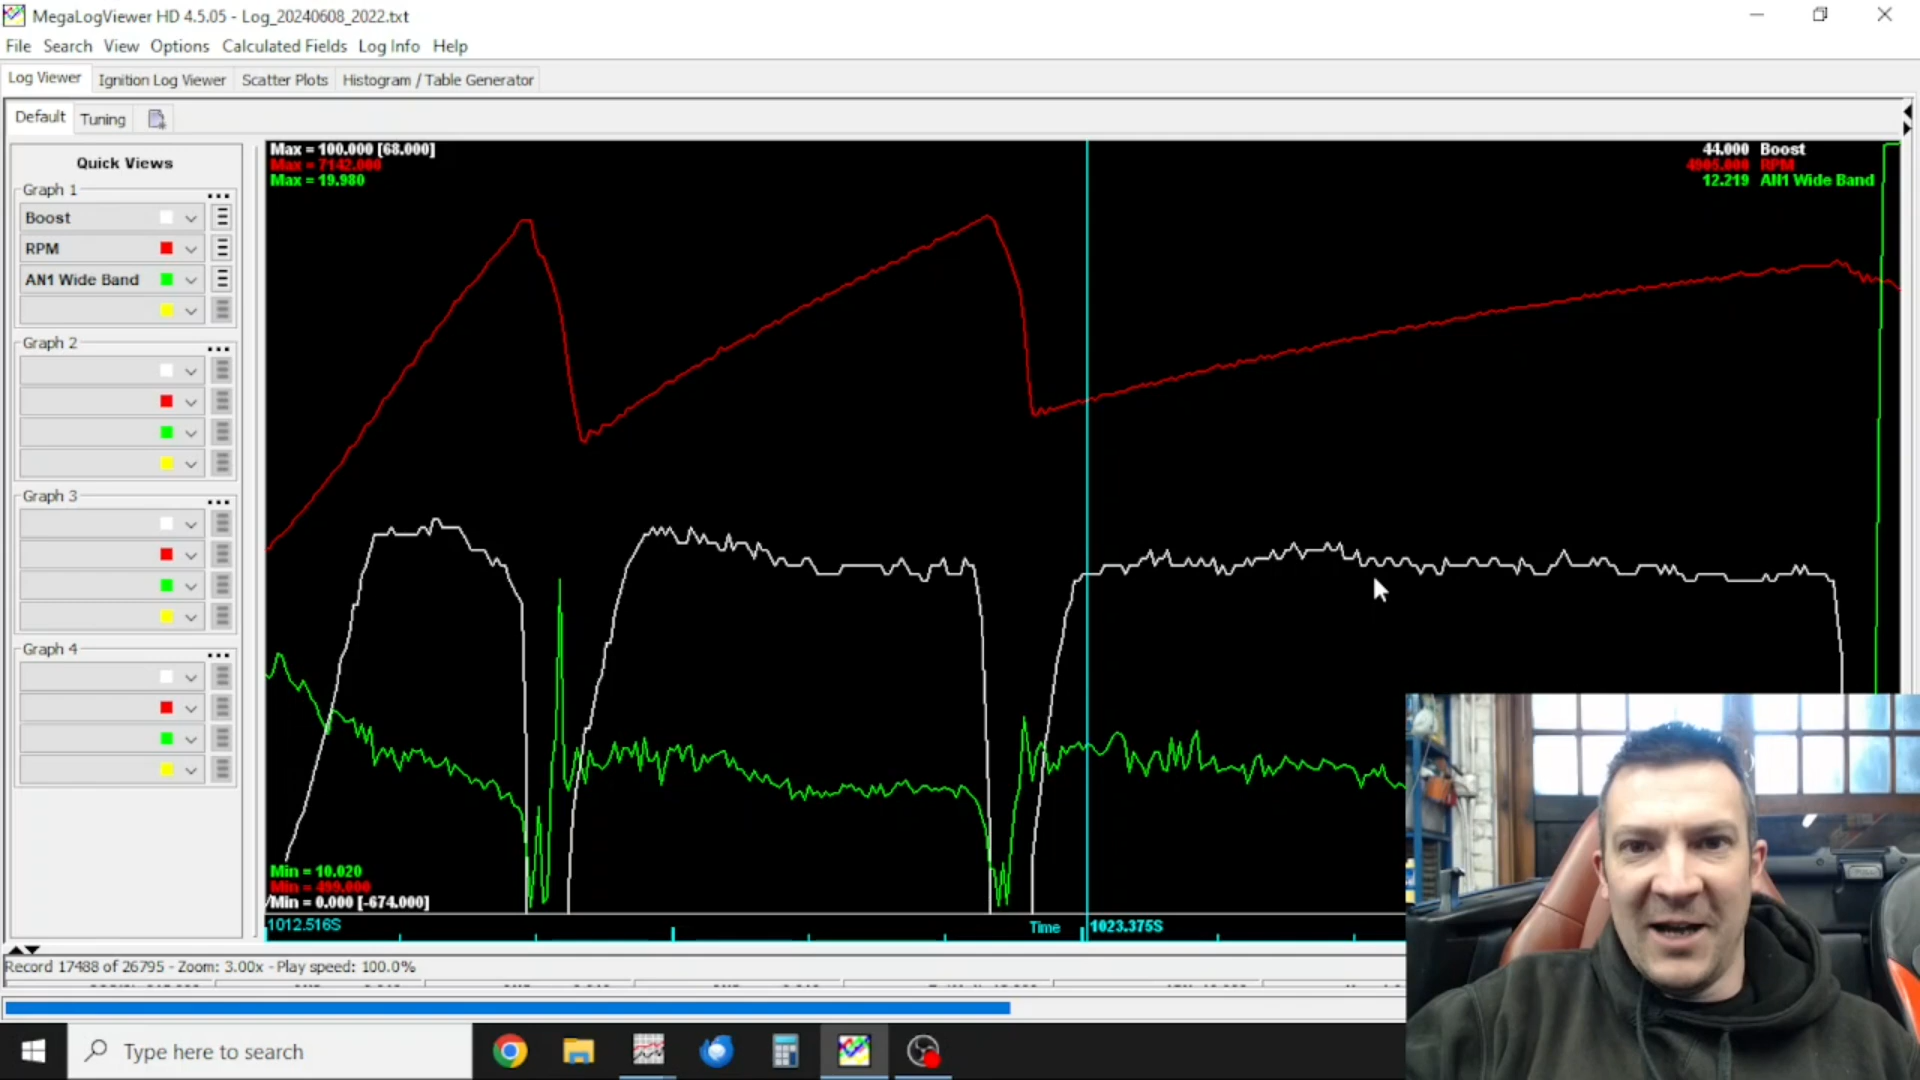 MegaLogViewer HD 4.5.05 - Log_20240608_2022.txt
File Search View Options Calculated Fields Log Info Help
Log Viewer Ignition Log Viewer Scatter Plots Histogram / Table Generator
Default Tuning
Quick Views
Graph 1
Boost
RPM
AN1 Wide Band
Graph 2
Graph 3
Graph 4
Max = 100.000 [68.000]
Max = 7142.000
Max = 19.980
44.000 Boost
4905.000 RPM
12.219 AN1 Wide Band
Min = 10.020
Min = 499.000
Min = 0.000 [-674.000]
1012.516S Time 1023.375S
Record 17488 of 26795 - Zoom: 3.00x - Play speed: 100.0%
Type here to search